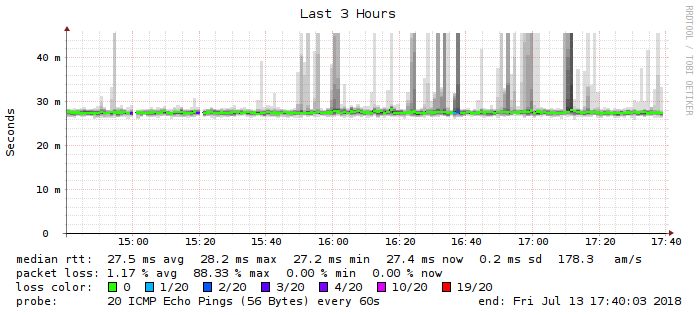 Last 3 Hours
RRDTOOL / TOBI OETIKER
Seconds
40 m
30 m
20 m
10 m
0
15:00 15:20 15:40 16:00 16:20 16:40 16:20 17:00 17:20 17:40
median rtt: 27.5 ms avg 28.2 ms max 27.2 ms min 27.4 ms now 0.2 ms sd 178.3 am/s
packet loss: 1.17 % avg 88.33 % max 0.00 % min 0.00 % now
loss color: 0 1/20 2/20 3/20 4/20 10/20 19/20
probe: 20 ICMP Echo Pings (56 Bytes) every 60s end: Fri Jul 13 17:40:03 2018